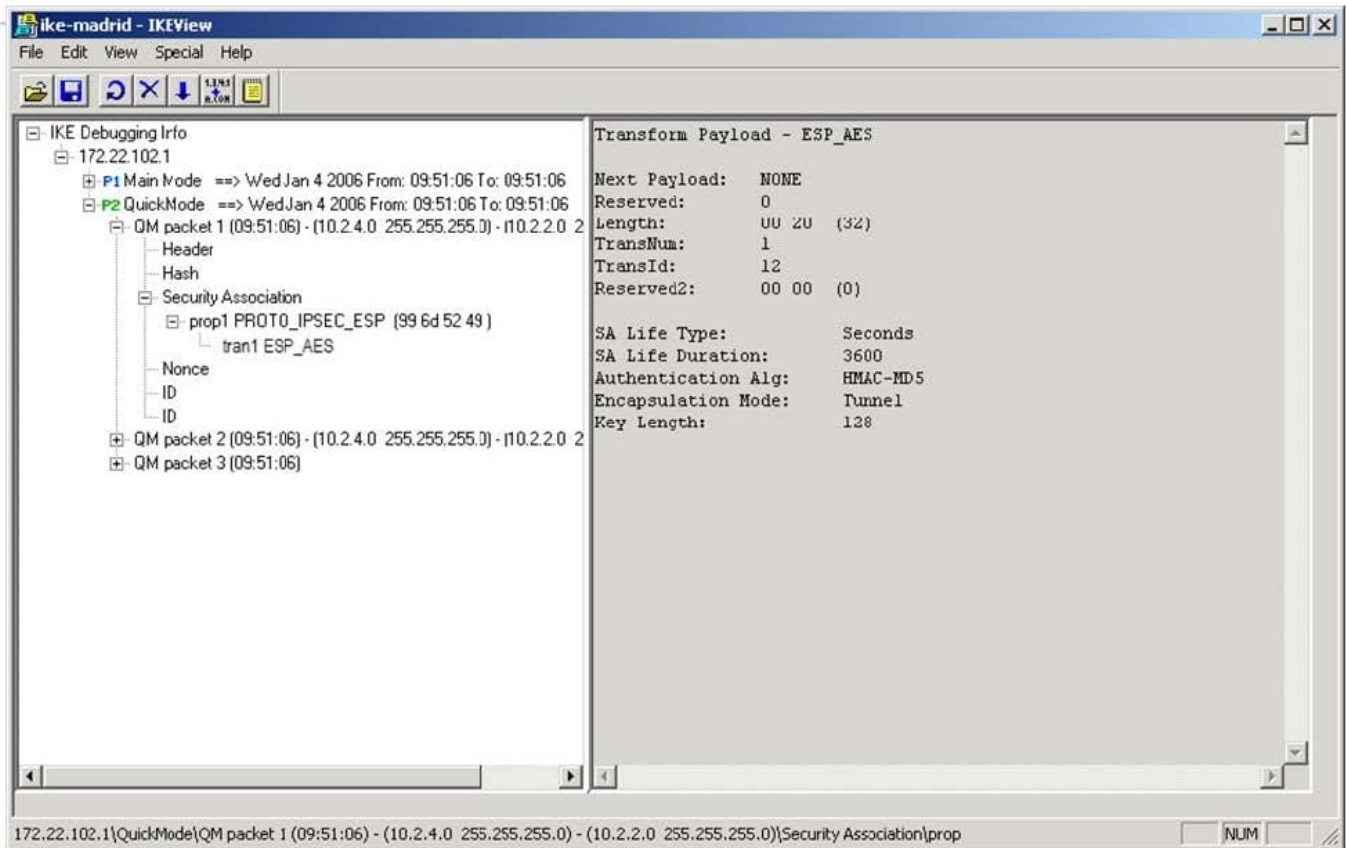 ike-madrid - IKEView
File Edit View Special Help
IKE Debugging Info
172.22.102.1
P1 Main Mode ==> Wed Jan 4 2006 From: 09:51:06 To: 09:51:06
P2 QuickMode ==> Wed Jan 4 2006 From: 09:51:06 To: 09:51:06
QM packet 1 (09:51:06) - (10.2.4.0 255.255.255.0) - (10.2.2.0 2
Header
Hash
Security Association
prop1 PROTO_IPSEC_ESP (99 6d 52 49 )
tran1 ESP_AES
Nonce
ID
ID
QM packet 2 (09:51:06) - (10.2.4.0 255.255.255.0) - (10.2.2.0 2
QM packet 3 (09:51:06)
Transform Payload - ESP_AES
Next Payload: NONE
Reserved: 0
Length: 00 20 (32)
TransNum: 1
TransId: 12
Reserved2: 00 00 (0)
SA Life Type: Seconds
SA Life Duration: 3600
Authentication Alg: HMAC-MD5
Encapsulation Mode: Tunnel
Key Length: 128
172.22.102.1\QuickMode\QM packet 1 (09:51:06) - (10.2.4.0 255.255.255.0) - (10.2.2.0 255.255.255.0)\Security Association\prop
NUM